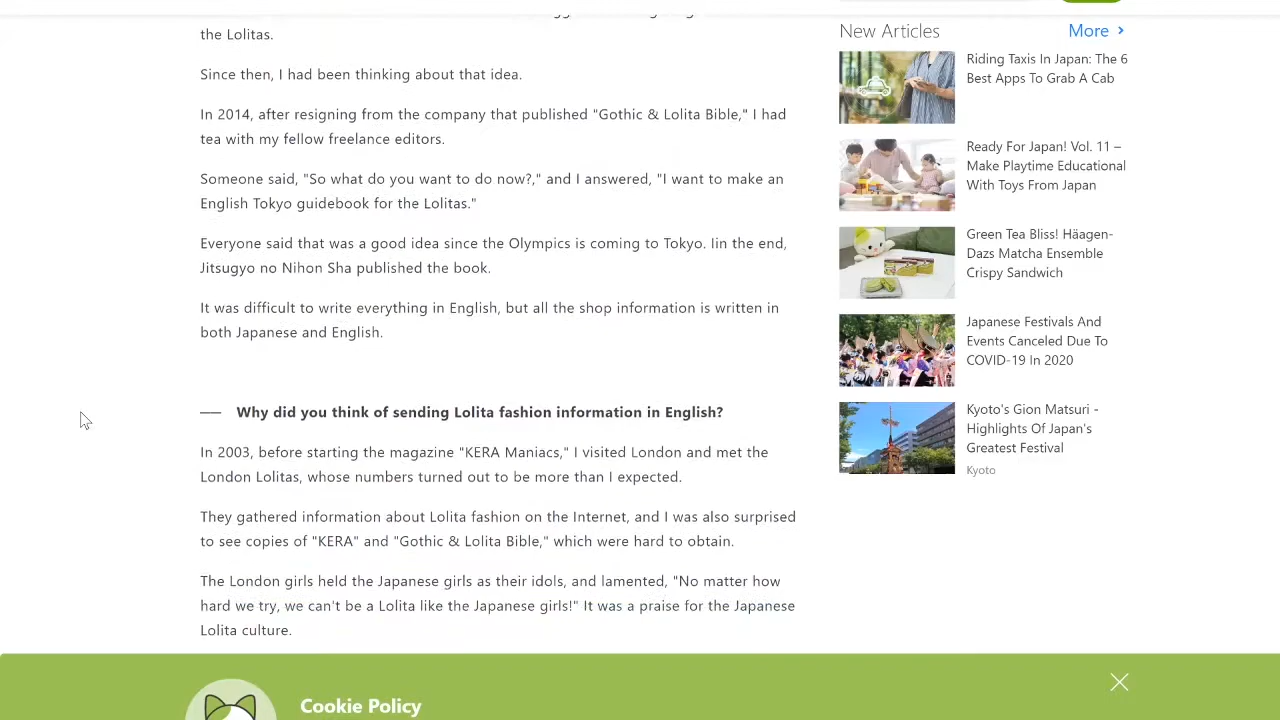 the Lolitas.
Since then, I had been thinking about that idea.
In 2014, after resigning from the company that published "Gothic & Lolita Bible," I had
tea with my fellow freelance editors.
Someone said, "So what do you want to do now?," and I answered, "I want to make an
English Tokyo guidebook for the Lolitas."
Everyone said that was a good idea since the Olympics is coming to Tokyo. Iin the end,
Jitsugyo no Nihon Sha published the book.
It was difficult to write everything in English, but all the shop information is written in
both Japanese and English.
── Why did you think of sending Lolita fashion information in English?
In 2003, before starting the magazine "KERA Maniacs," I visited London and met the
London Lolitas, whose numbers turned out to be more than I expected.
They gathered information about Lolita fashion on the Internet, and I was also surprised
to see copies of "KERA" and "Gothic & Lolita Bible," which were hard to obtain.
The London girls held the Japanese girls as their idols, and lamented, "No matter how
hard we try, we can't be a Lolita like the Japanese girls!" It was a praise for the Japanese
Lolita culture.
New Articles
More
Riding Taxis In Japan: The 6
Best Apps To Grab A Cab
Ready For Japan! Vol. 11 –
Make Playtime Educational
With Toys From Japan
Green Tea Bliss! Häagen-
Dazs Matcha Ensemble
Crispy Sandwich
Japanese Festivals And
Events Canceled Due To
COVID-19 In 2020
Kyoto's Gion Matsuri -
Highlights Of Japan's
Greatest Festival
Kyoto
Cookie Policy